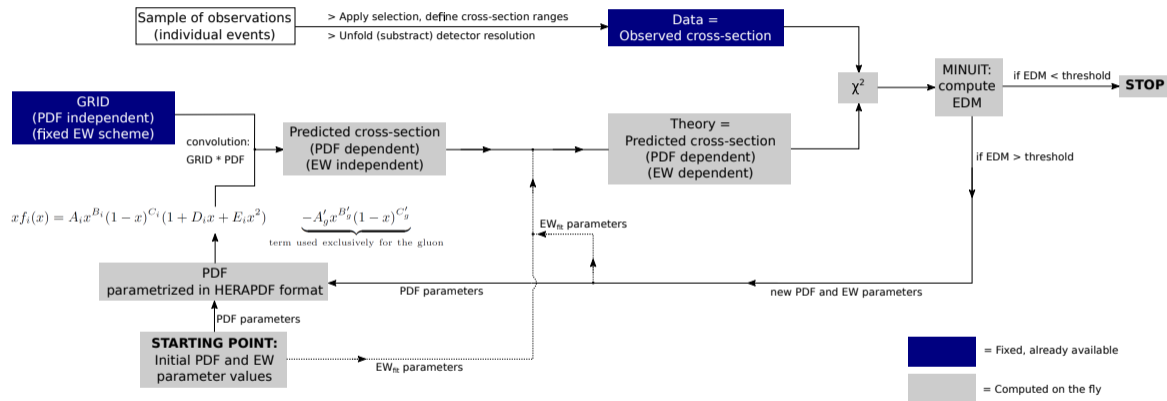 Sample of observations
(individual events)
> Apply selection, define cross-section ranges
> Unfold (substract) detector resolution
Data =
Observed cross-section
MINUIT:
compute
EDM
if EDM < threshold
STOP
χ²
GRID
(PDF independent)
(fixed EW scheme)
convolution:
GRID * PDF
Predicted cross-section
(PDF dependent)
(EW independent)
Theory =
Predicted cross-section
(PDF dependent)
(EW dependent)
if EDM > threshold
xf_i(x) = A_i x^{B_i}(1 − x)^{C_i}(1 + D_i x + E_i x²) −A'_g x^{B'_g}(1 − x)^{C'_g}
term used exclusively for the gluon
EW_fit parameters
PDF
parametrized in HERAPDF format
PDF parameters
new PDF and EW parameters
PDF parameters
STARTING POINT:
Initial PDF and EW
parameter values
EW_fit parameters
= Fixed, already available
= Computed on the fly